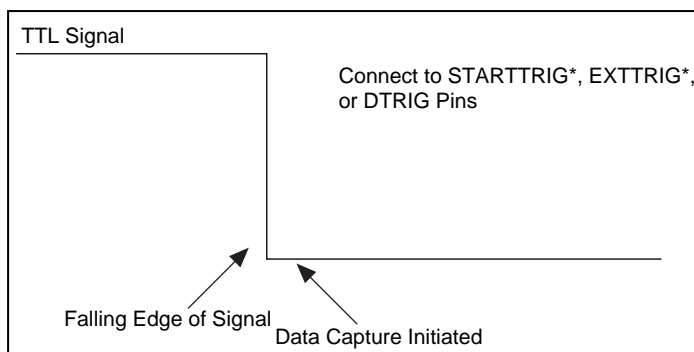 TTL Signal
Connect to STARTTRIG*, EXTTRIG*,
or DTRIG Pins
Falling Edge of Signal
Data Capture Initiated